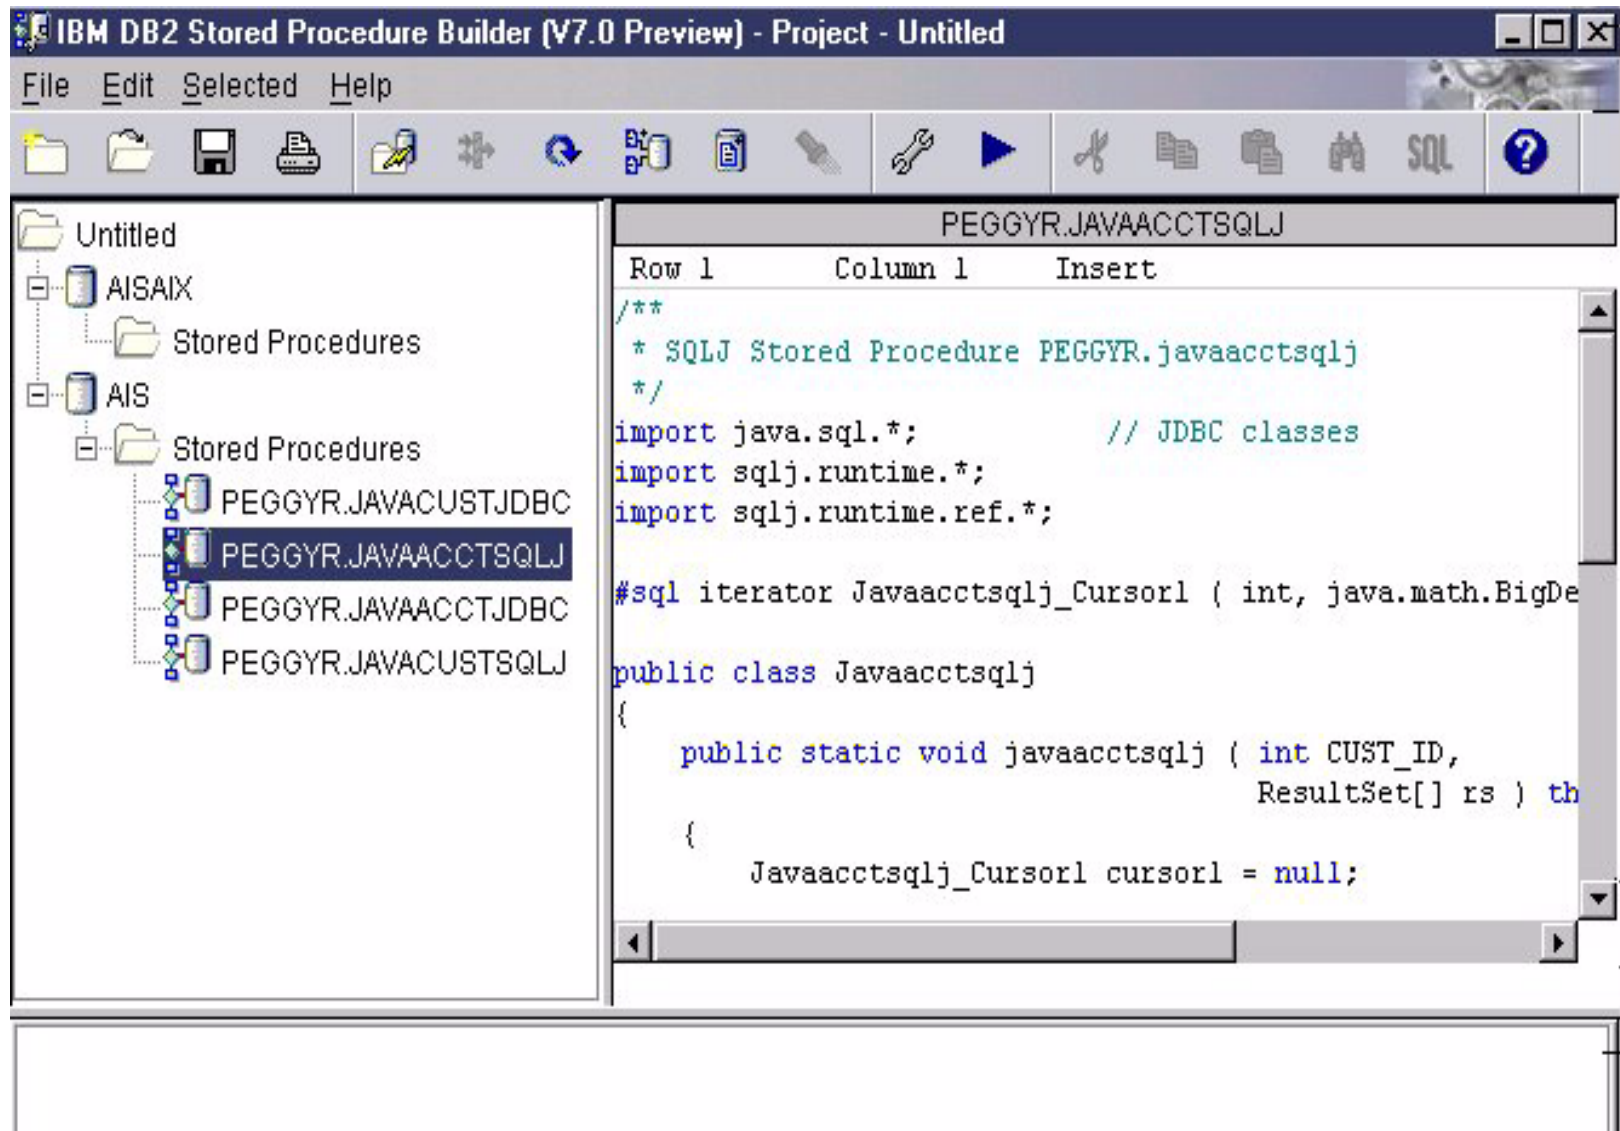 IBM DB2 Stored Procedure Builder (V7.0 Preview) - Project - Untitled
File Edit Selected Help
SQL
Untitled
AISAIX
Stored Procedures
AIS
Stored Procedures
PEGGYR.JAVACUSTJDBC
PEGGYR.JAVAACCTSQLJ
PEGGYR.JAVAACCTJDBC
PEGGYR.JAVACUSTSQLJ
PEGGYR.JAVAACCTSQLJ
Row 1 Column 1 Insert
/**
* SQLJ Stored Procedure PEGGYR.javaacctsqlj
*/
import java.sql.*; // JDBC classes
import sqlj.runtime.*;
import sqlj.runtime.ref.*;
#sql iterator Javaacctsqlj_Cursor1 ( int, java.math.BigDe
public class Javaacctsqlj
{
public static void javaacctsqlj ( int CUST_ID,
ResultSet[] rs ) th
{
Javaacctsqlj_Cursor1 cursor1 = null;